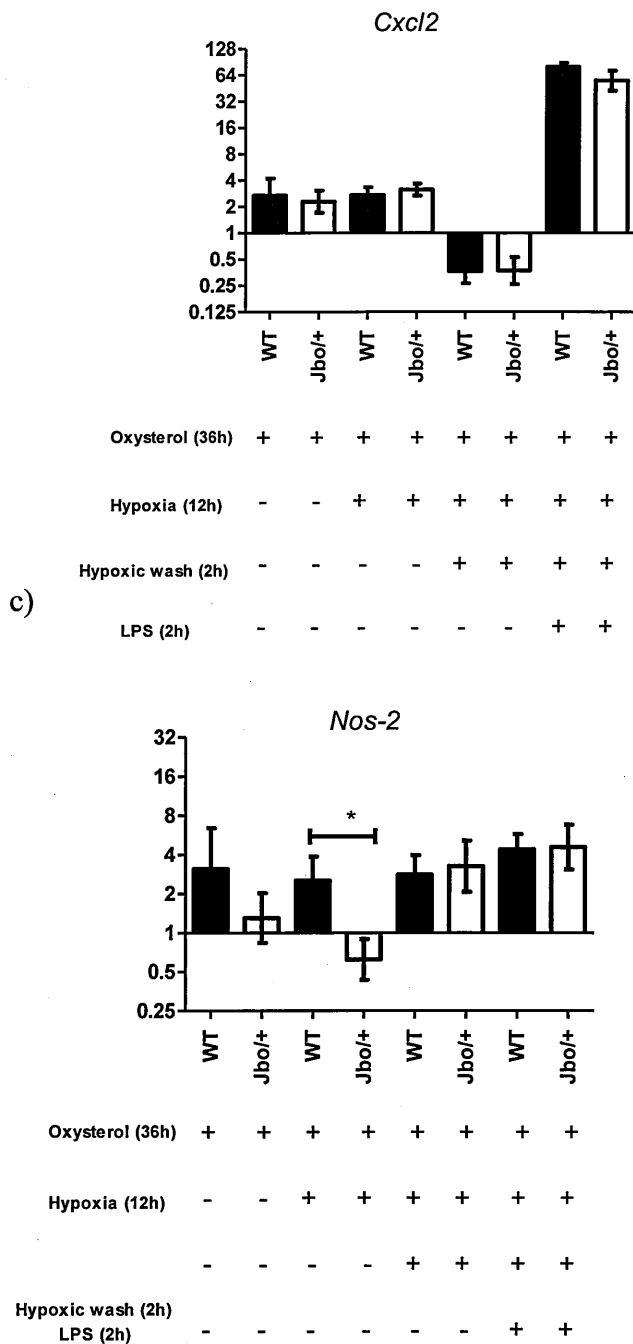 Cxcl2
128
64
32
16
8
4
2
1
0.5
0.25
0.125
WT Jbo/+ WT Jbo/+ WT Jbo/+ WT Jbo/+
Oxysterol (36h) + + + + + + + +
Hypoxia (12h) - - + + + + + +
Hypoxic wash (2h) - - - - + + + +
c)
LPS (2h) - - - - - - + +
Nos-2
32
16
8
*
4
2
1
0.5
0.25
WT Jbo/+ WT Jbo/+ WT Jbo/+ WT Jbo/+
Oxysterol (36h) + + + + + + + +
Hypoxia (12h) - - + + + + + +
- - - - + + + +
Hypoxic wash (2h)
LPS (2h) - - - - - - + +